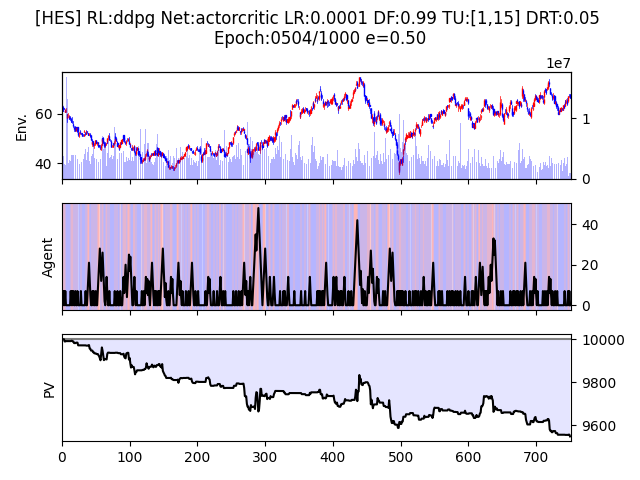 [HES] RL:ddpg Net:actorcritic LR:0.0001 DF:0.99 TU:[1,15] DRT:0.05
Epoch:0504/1000 e=0.50
1e7
Env.
60
40
1
0
Agent
40
20
0
PV
10000
9800
9600
0 100 200 300 400 500 600 700